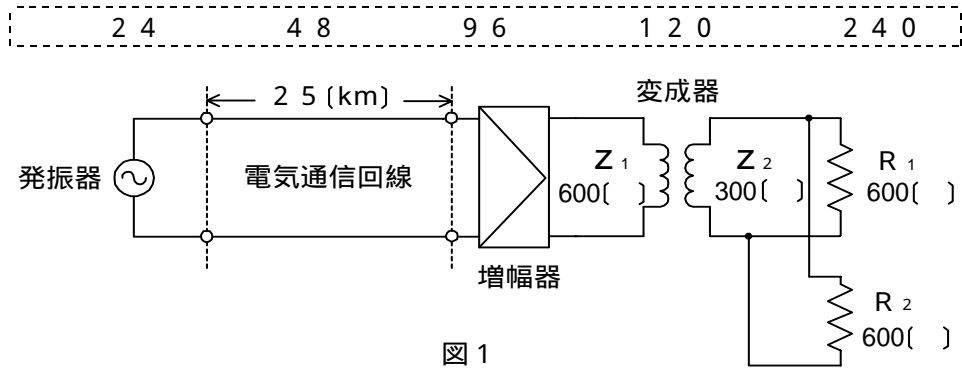 24 48 96 120 240
25〔km〕
変成器
発振器
電気通信回線
Z1
600〔 〕
Z2
300〔 〕
R1
600〔 〕
増幅器
R2
600〔 〕
図1